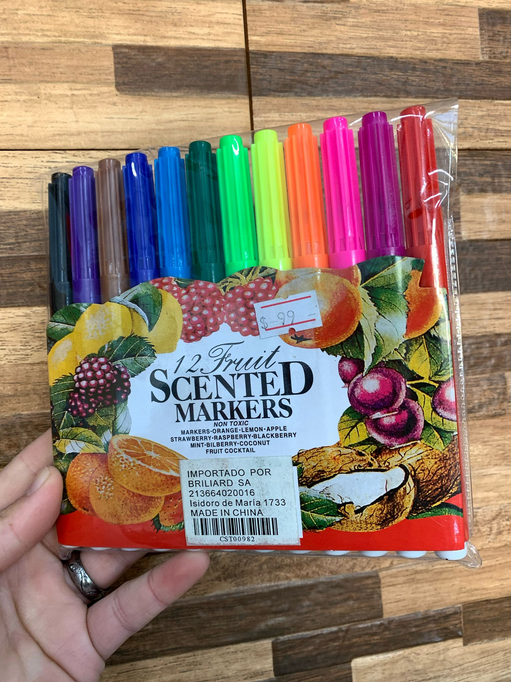 $ 99
12 Fruit
SCENTED
MARKERS
NON TOXIC
MARKERS-ORANGE-LEMON-APPLE
STRAWBERRY-RASPBERRY-BLACKBERRY
MINT-BILBERRY-COCONUT
FRUIT COCKTAIL
IMPORTADO POR
BRILIARD SA
213664020016
Isidoro de Maria 1733
MADE IN CHINA
CST00982